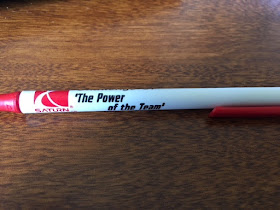 SATURN®
'The Power
of the Team'